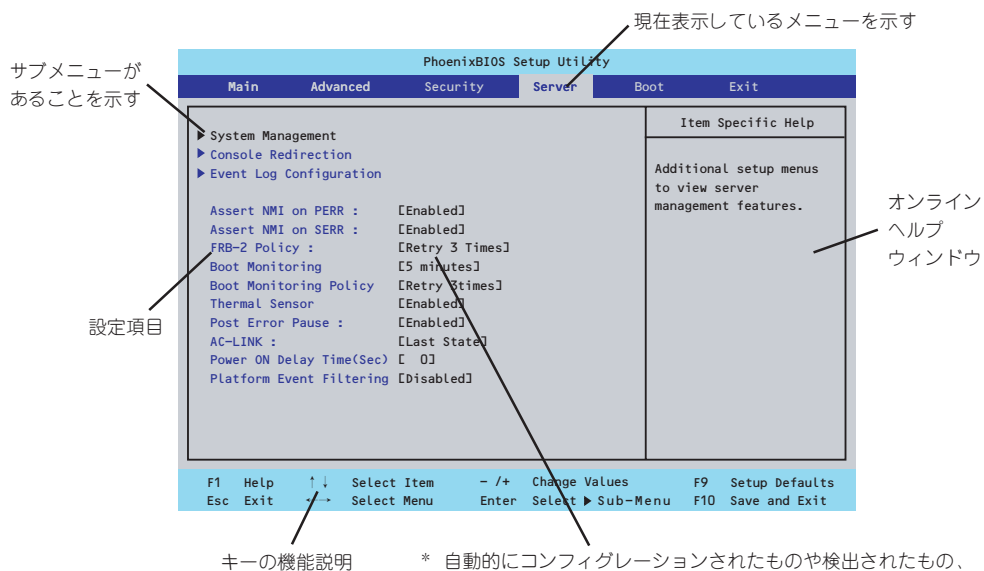 現在表示しているメニューを示す
サブメニューが
あることを示す
PhoenixBIOS Setup Utility
Main Advanced Security Server Boot Exit
Item Specific Help
▶ System Management
▶ Console Redirection
▶ Event Log Configuration
Additional setup menus
to view server
management features.
Assert NMI on PERR : [Enabled]
Assert NMI on SERR : [Enabled]
FRB-2 Policy : [Retry 3 Times]
Boot Monitoring [5 minutes]
Boot Monitoring Policy [Retry 3times]
Thermal Sensor [Enabled]
Post Error Pause : [Enabled]
AC-LINK : [Last State]
Power ON Delay Time(Sec) [ 0]
Platform Event Filtering [Disabled]
オンライン
ヘルプ
ウィンドウ
設定項目
F1 Help ↑↓ Select Item - /+ Change Values F9 Setup Defaults
Esc Exit ←→ Select Menu Enter Select ▶ Sub-Menu F10 Save and Exit
キーの機能説明
* 自動的にコンフィグレーションされたものや検出されたもの、